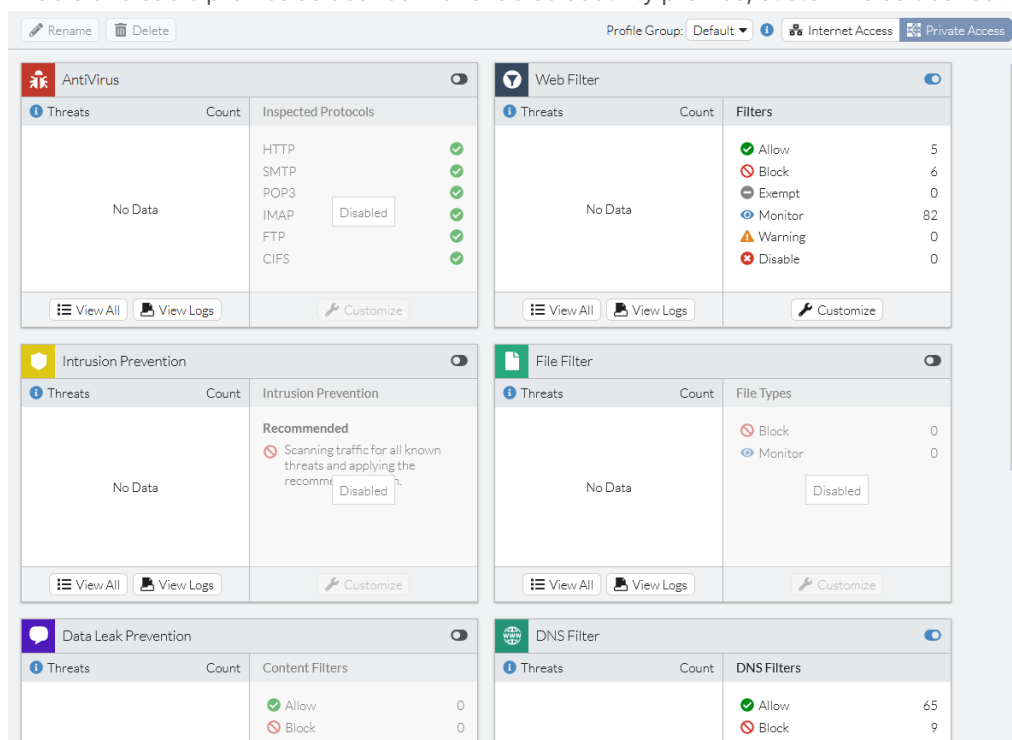 Rename Delete Profile Group: Default Internet Access Private Access
AntiVirus
Threats Count Inspected Protocols
No Data
HTTP
SMTP
POP3
IMAP
FTP
CIFS
Disabled
View All View Logs Customize
Web Filter
Threats Count Filters
No Data
Allow 5
Block 6
Exempt 0
Monitor 82
Warning 0
Disable 0
View All View Logs Customize
Intrusion Prevention
Threats Count Intrusion Prevention
No Data
Recommended
Scanning traffic for all known
threats and applying the
Disabled
View All View Logs Customize
File Filter
Threats Count File Types
No Data
Block 0
Monitor 0
Disabled
View All View Logs Customize
Data Leak Prevention
Threats Count Content Filters
Allow 0
Block 0
DNS Filter
Threats Count DNS Filters
Allow 65
Block 9